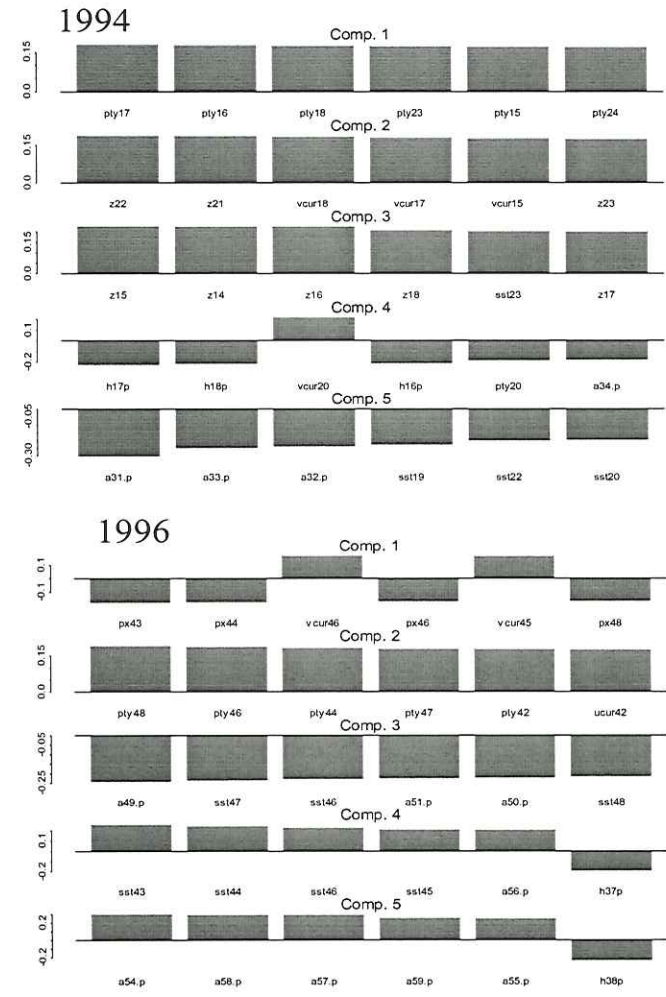 1994
Comp. 1
0.0 0.15
pty17 pty16 pty18 pty23 pty15 pty24
Comp. 2
0.0 0.15
z22 z21 vcur18 vcur17 vcur15 z23
Comp. 3
0.0 0.15
z15 z14 z16 z18 sst23 z17
Comp. 4
-0.2 0.1
h17p h18p vcur20 h16p pty20 a34.p
Comp. 5
-0.30 -0.05
a31.p a33.p a32.p sst19 sst22 sst20
1996
Comp. 1
-0.1 0.1
px43 px44 vcur46 px46 vcur45 px48
Comp. 2
0.0 0.15
pty48 pty46 pty44 pty47 pty42 ucur42
Comp. 3
-0.25 -0.05
a49.p sst47 sst46 a51.p a50.p sst48
Comp. 4
-0.2 0.1
sst43 sst44 sst46 sst45 a56.p h37p
Comp. 5
-0.2 0.2
a54.p a58.p a57.p a59.p a55.p h38p